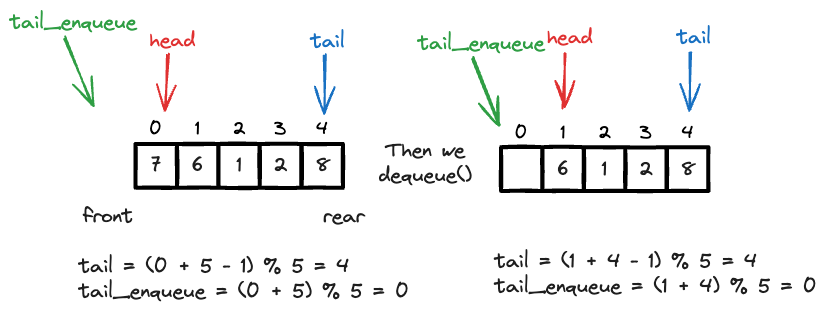 tail_enqueue
head
tail
0 1 2 3 4
7 6 1 2 8
front
rear
tail = (0 + 5 - 1) % 5 = 4
tail_enqueue = (0 + 5) % 5 = 0
Then we
dequeue()
tail_enqueue
head
tail
0 1 2 3 4
6 1 2 8
tail = (1 + 4 - 1) % 5 = 4
tail_enqueue = (1 + 4) % 5 = 0